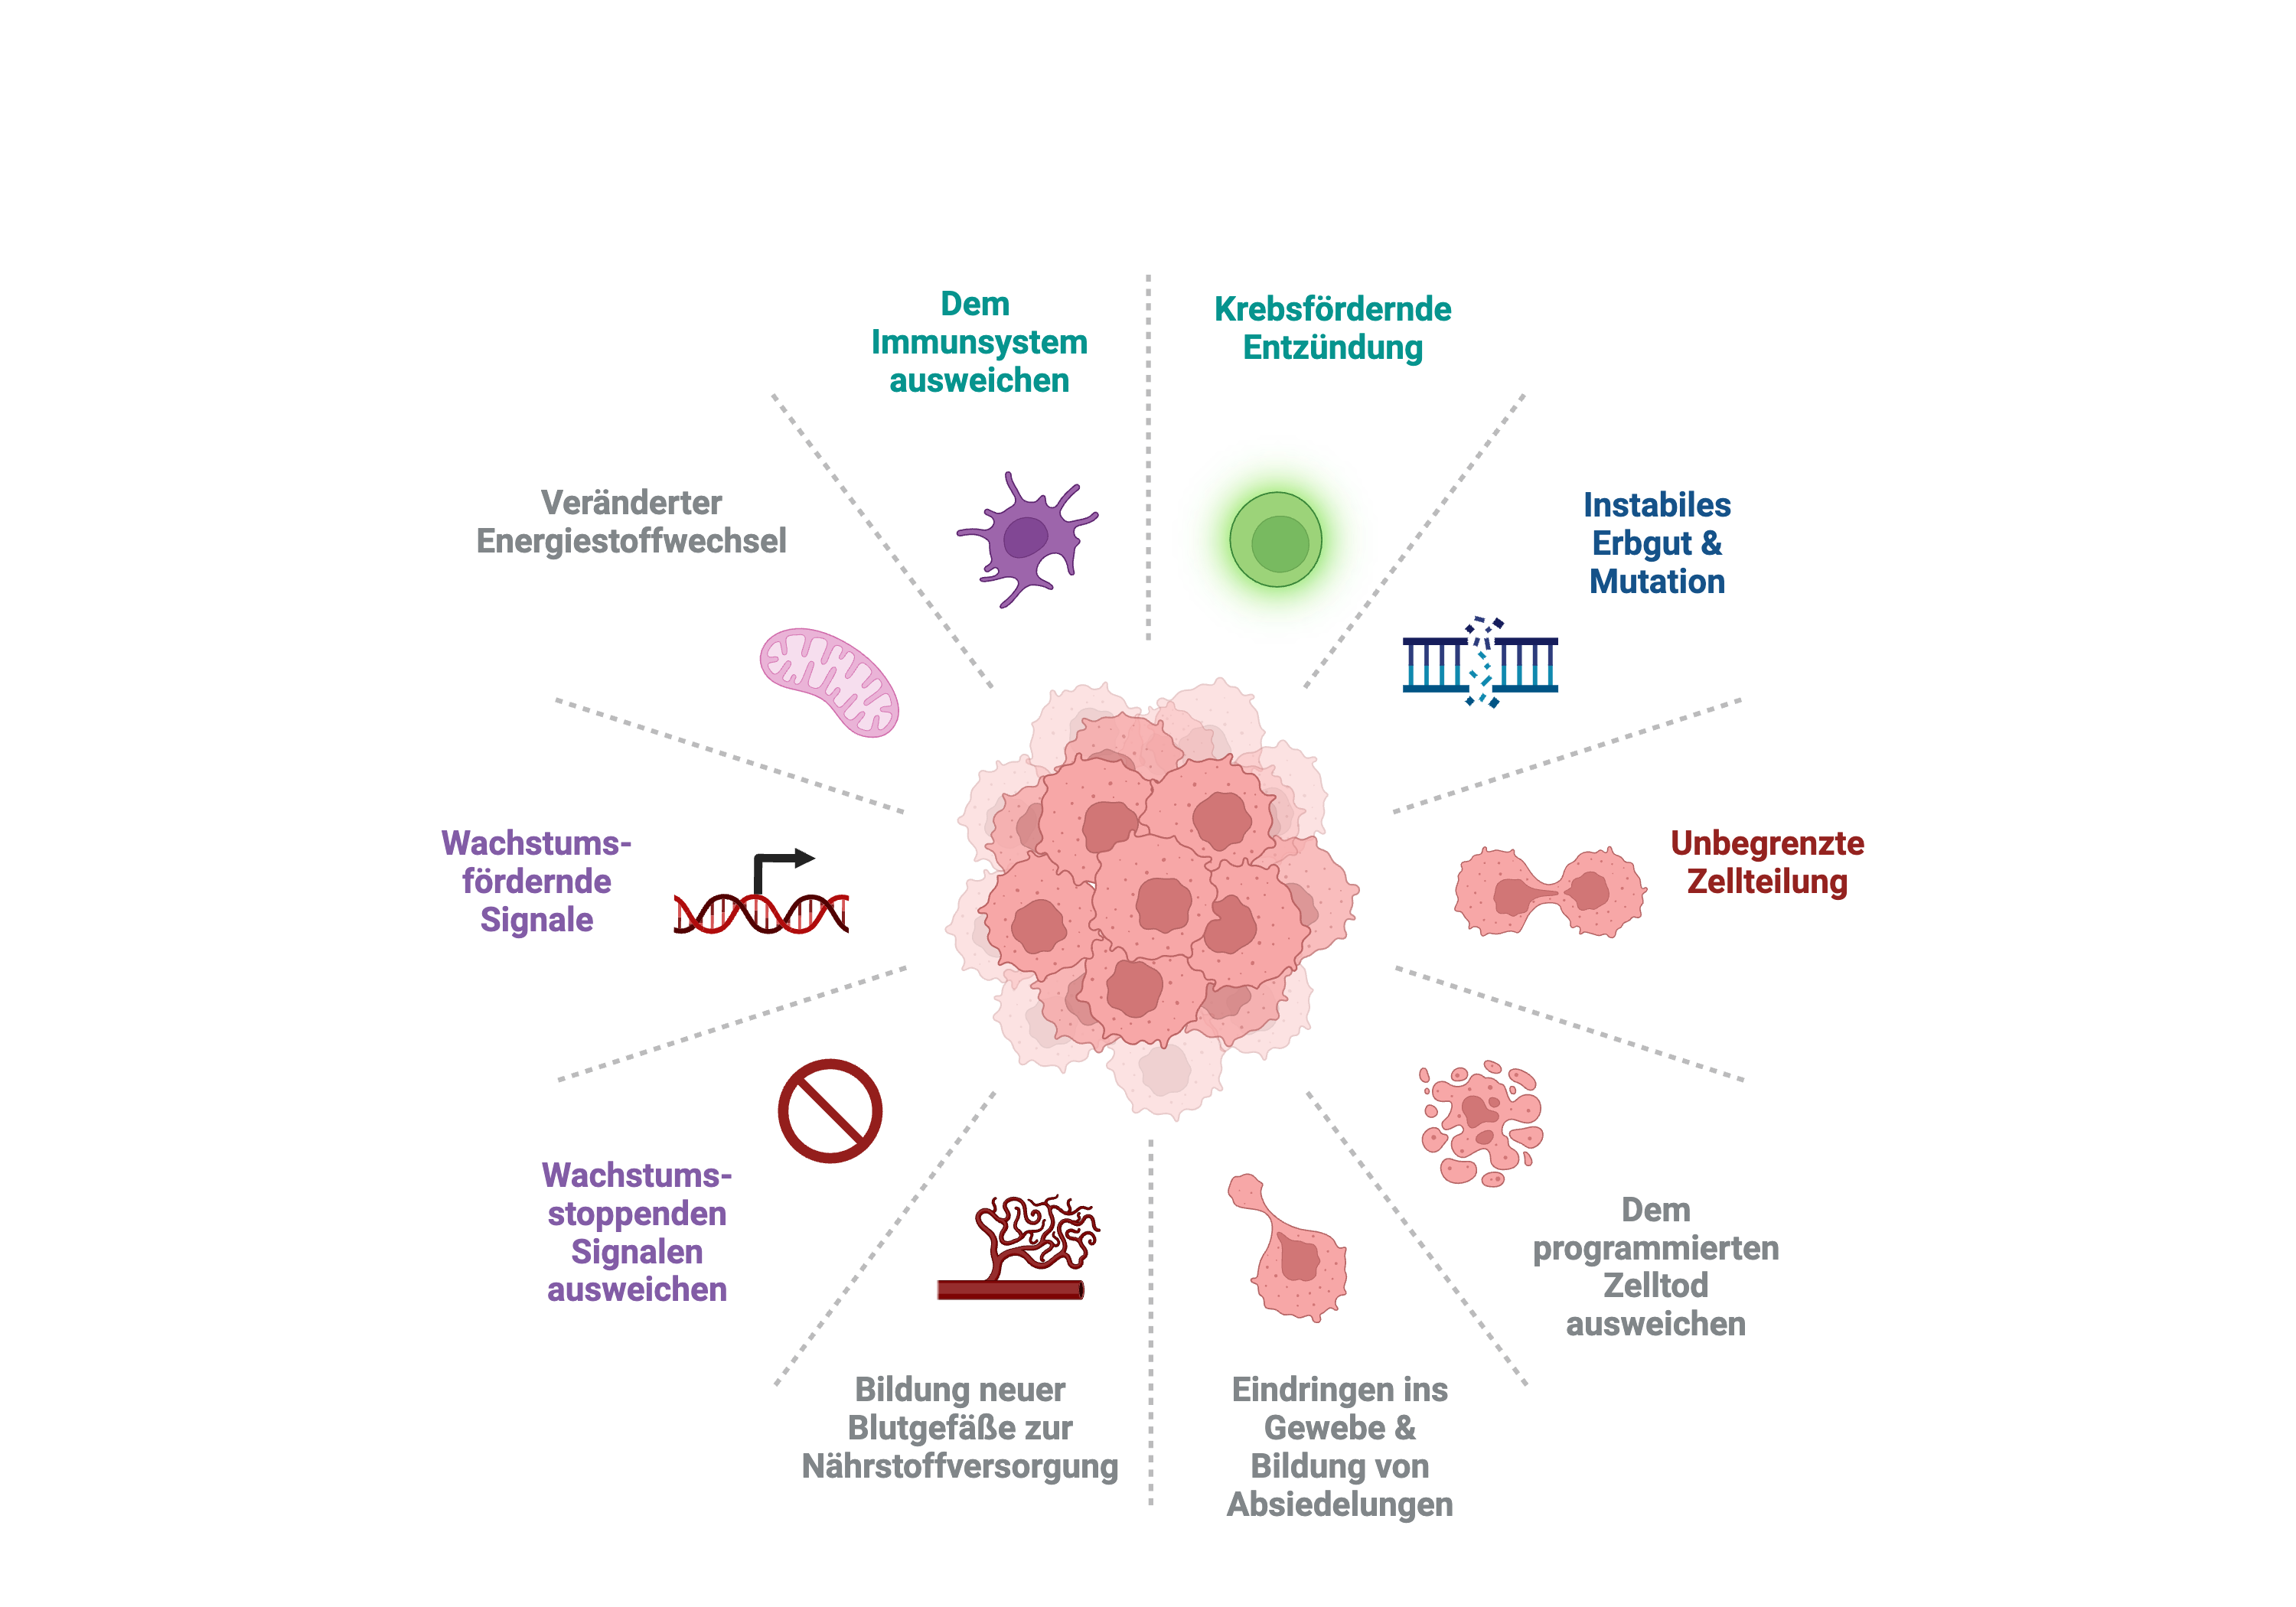 Dem
Immunsystem
ausweichen
Krebsfördernde
Entzündung
Veränderter
Energiestoffwechsel
Instabiles
Erbgut &
Mutation
Wachstums-
fördernde
Signale
Unbegrenzte
Zellteilung
Wachstums-
stoppenden
Signalen
ausweichen
Dem
programmierten
Zelltod
ausweichen
Bildung neuer
Blutgefäße zur
Nährstoffversorgung
Eindringen ins
Gewebe &
Bildung von
Absiedelungen